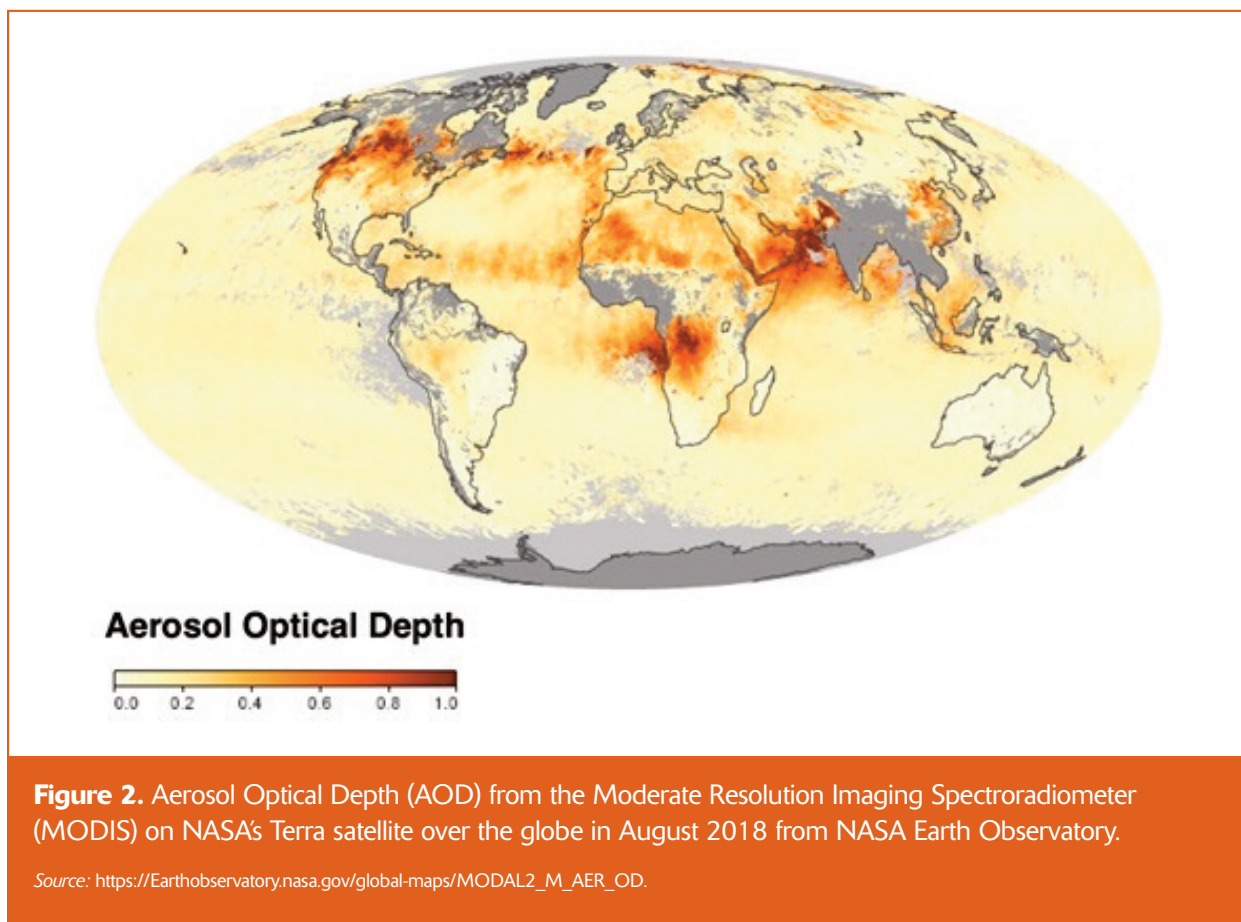 Aerosol Optical Depth
0.0 0.2 0.4 0.6 0.8 1.0
Figure 2. Aerosol Optical Depth (AOD) from the Moderate Resolution Imaging Spectroradiometer
(MODIS) on NASA's Terra satellite over the globe in August 2018 from NASA Earth Observatory.
Source: https://Earthobservatory.nasa.gov/global-maps/MODAL2_M_AER_OD.